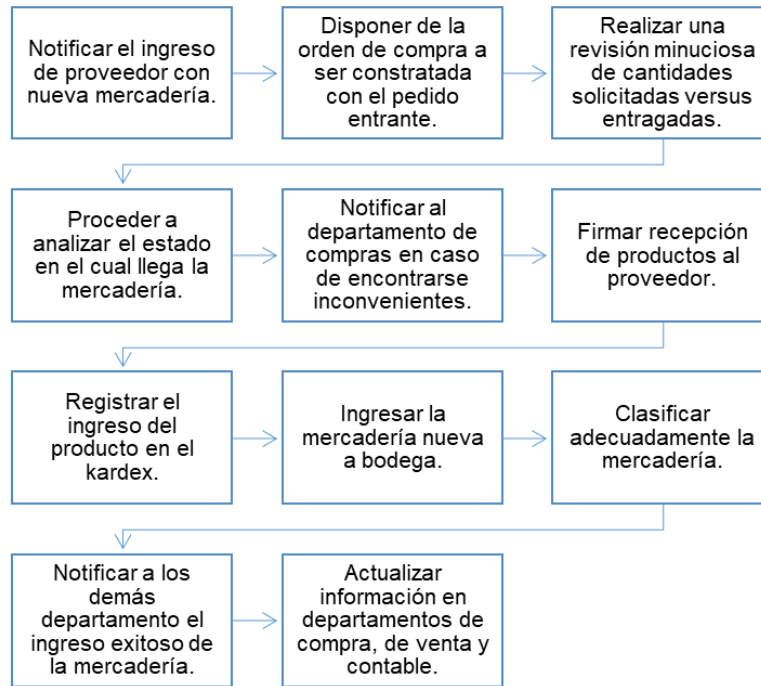 Notificar el ingreso
de proveedor con
nueva mercadería.
Disponer de la
orden de compra a
ser constratada
con el pedido
entrante.
Realizar una
revisión minuciosa
de cantidades
solicitadas versus
entragadas.
Proceder a
analizar el estado
en el cual llega la
mercadería.
Notificar al
departamento de
compras en caso
de encontrarse
inconvenientes.
Firmar recepción
de productos al
proveedor.
Registrar el
ingreso del
producto en el
kardex.
Ingresar la
mercadería nueva
a bodega.
Clasificar
adecuadamente la
mercadería.
Notificar a los
demás
departamento el
ingreso exitoso de
la mercadería.
Actualizar
información en
departamentos de
compra, de venta y
contable.